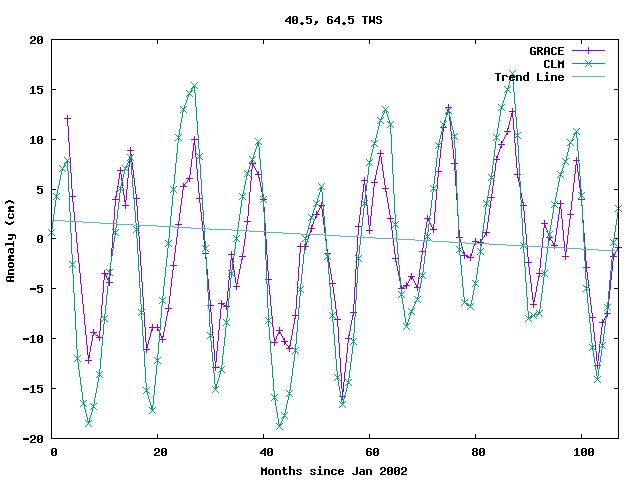 40.5, 64.5 TWS
GRACE
CLM
Trend Line
20
15
10
5
0
-5
-10
-15
-20
Anomaly (cm)
0 20 40 60 80 100
Months since Jan 2002